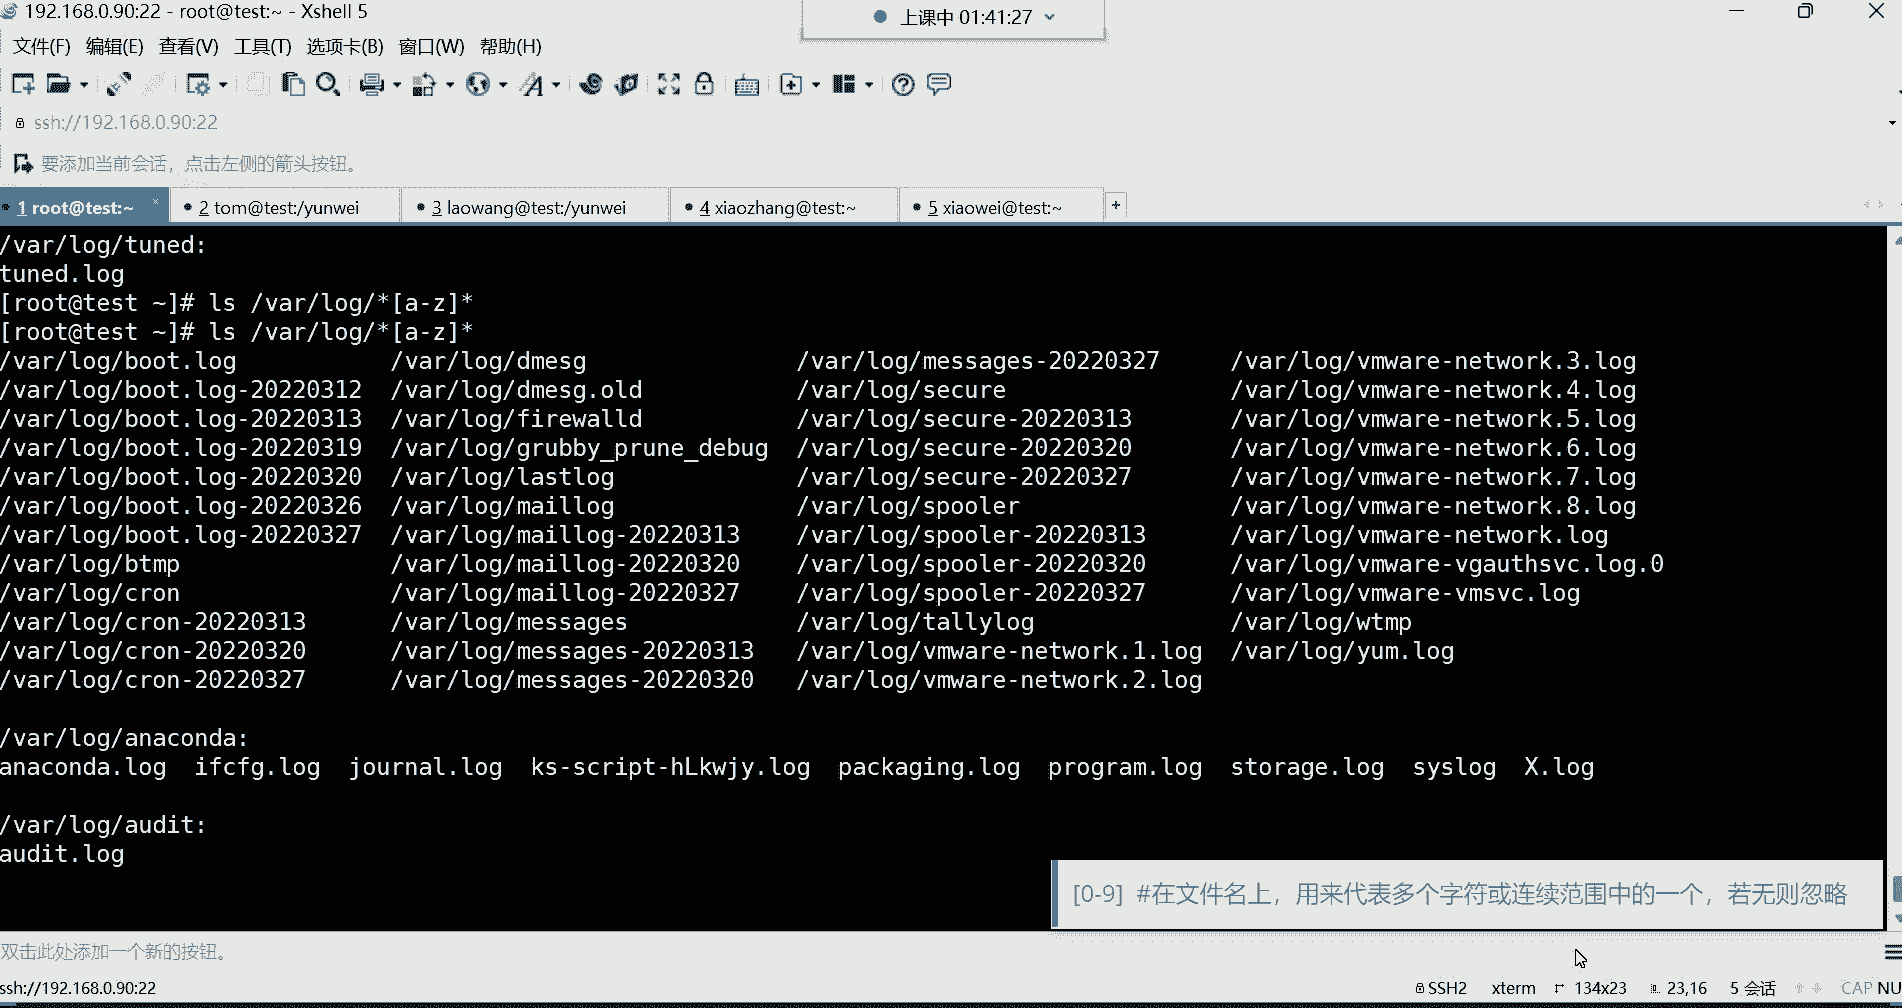 192.168.0.90:22 - root@test:~ - Xshell 5
上课中 01:41:27
文件(F) 编辑(E) 查看(V) 工具(T) 选项卡(B) 窗口(W) 帮助(H)
ssh://192.168.0.90:22
要添加当前会话，点击左侧的箭头按钮。
1 root@test:~ × 2 tom@test:/yunwei 3 laowang@test:/yunwei 4 xiaozhang@test:~ 5 xiaowei@test:~ +
/var/log/tuned:
tuned.log
[root@test ~]# ls /var/log/*[a-z]*
[root@test ~]# ls /var/log/*[a-z]*
/var/log/boot.log /var/log/dmesg /var/log/messages-20220327 /var/log/vmware-network.3.log
/var/log/boot.log-20220312 /var/log/dmesg.old /var/log/secure /var/log/vmware-network.4.log
/var/log/boot.log-20220313 /var/log/firewalld /var/log/secure-20220313 /var/log/vmware-network.5.log
/var/log/boot.log-20220319 /var/log/grubby_prune_debug /var/log/secure-20220320 /var/log/vmware-network.6.log
/var/log/boot.log-20220320 /var/log/lastlog /var/log/secure-20220327 /var/log/vmware-network.7.log
/var/log/boot.log-20220326 /var/log/maillog /var/log/spooler /var/log/vmware-network.8.log
/var/log/boot.log-20220327 /var/log/maillog-20220313 /var/log/spooler-20220313 /var/log/vmware-network.log
/var/log/btmp /var/log/maillog-20220320 /var/log/spooler-20220320 /var/log/vmware-vgauthsvc.log.0
/var/log/cron /var/log/maillog-20220327 /var/log/spooler-20220327 /var/log/vmware-vmsvc.log
/var/log/cron-20220313 /var/log/messages /var/log/tallylog /var/log/wtmp
/var/log/cron-20220320 /var/log/messages-20220313 /var/log/vmware-network.1.log /var/log/yum.log
/var/log/cron-20220327 /var/log/messages-20220320 /var/log/vmware-network.2.log
/var/log/anaconda:
anaconda.log ifcfg.log journal.log ks-script-hLkwjy.log packaging.log program.log storage.log syslog X.log
/var/log/audit:
audit.log
[0-9] #在文件名上，用来代表多个字符或连续范围中的一个，若无则忽略
双击此处添加一个新的按钮。
ssh://192.168.0.90:22 SSH2 xterm 134x23 23,16 5 会话 CAP NU